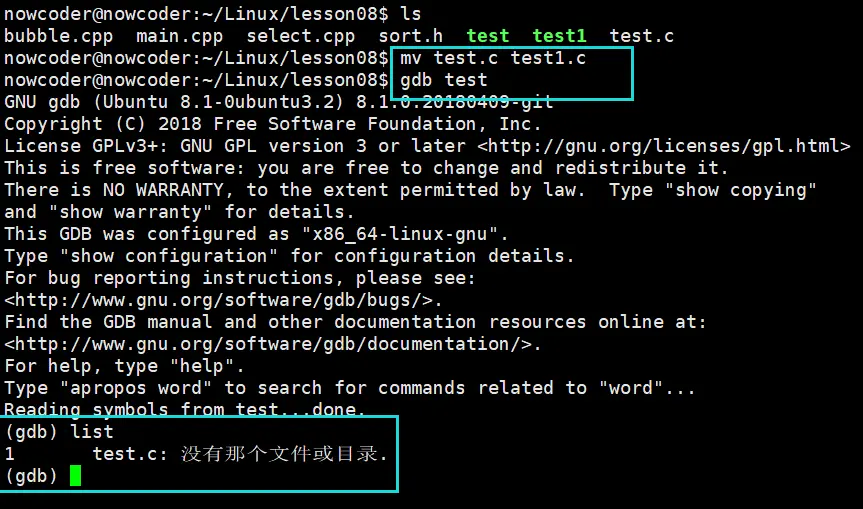 nowcoder@nowcoder:~/Linux/lesson08$ ls
bubble.cpp  main.cpp  select.cpp  sort.h  test  test1  test.c
nowcoder@nowcoder:~/Linux/lesson08$ mv test.c test1.c
nowcoder@nowcoder:~/Linux/lesson08$ gdb test
GNU gdb (Ubuntu 8.1-0ubuntu3.2) 8.1.0.20180409-git
Copyright (C) 2018 Free Software Foundation, Inc.
License GPLv3+: GNU GPL version 3 or later <http://gnu.org/licenses/gpl.html>
This is free software: you are free to change and redistribute it.
There is NO WARRANTY, to the extent permitted by law.  Type "show copying"
and "show warranty" for details.
This GDB was configured as "x86_64-linux-gnu".
Type "show configuration" for configuration details.
For bug reporting instructions, please see:
<http://www.gnu.org/software/gdb/bugs/>.
Find the GDB manual and other documentation resources online at:
<http://www.gnu.org/software/gdb/documentation/>.
For help, type "help".
Type "apropos word" to search for commands related to "word"...
Reading symbols from test...done.
(gdb) list
1       test.c: 没有那个文件或目录.
(gdb)